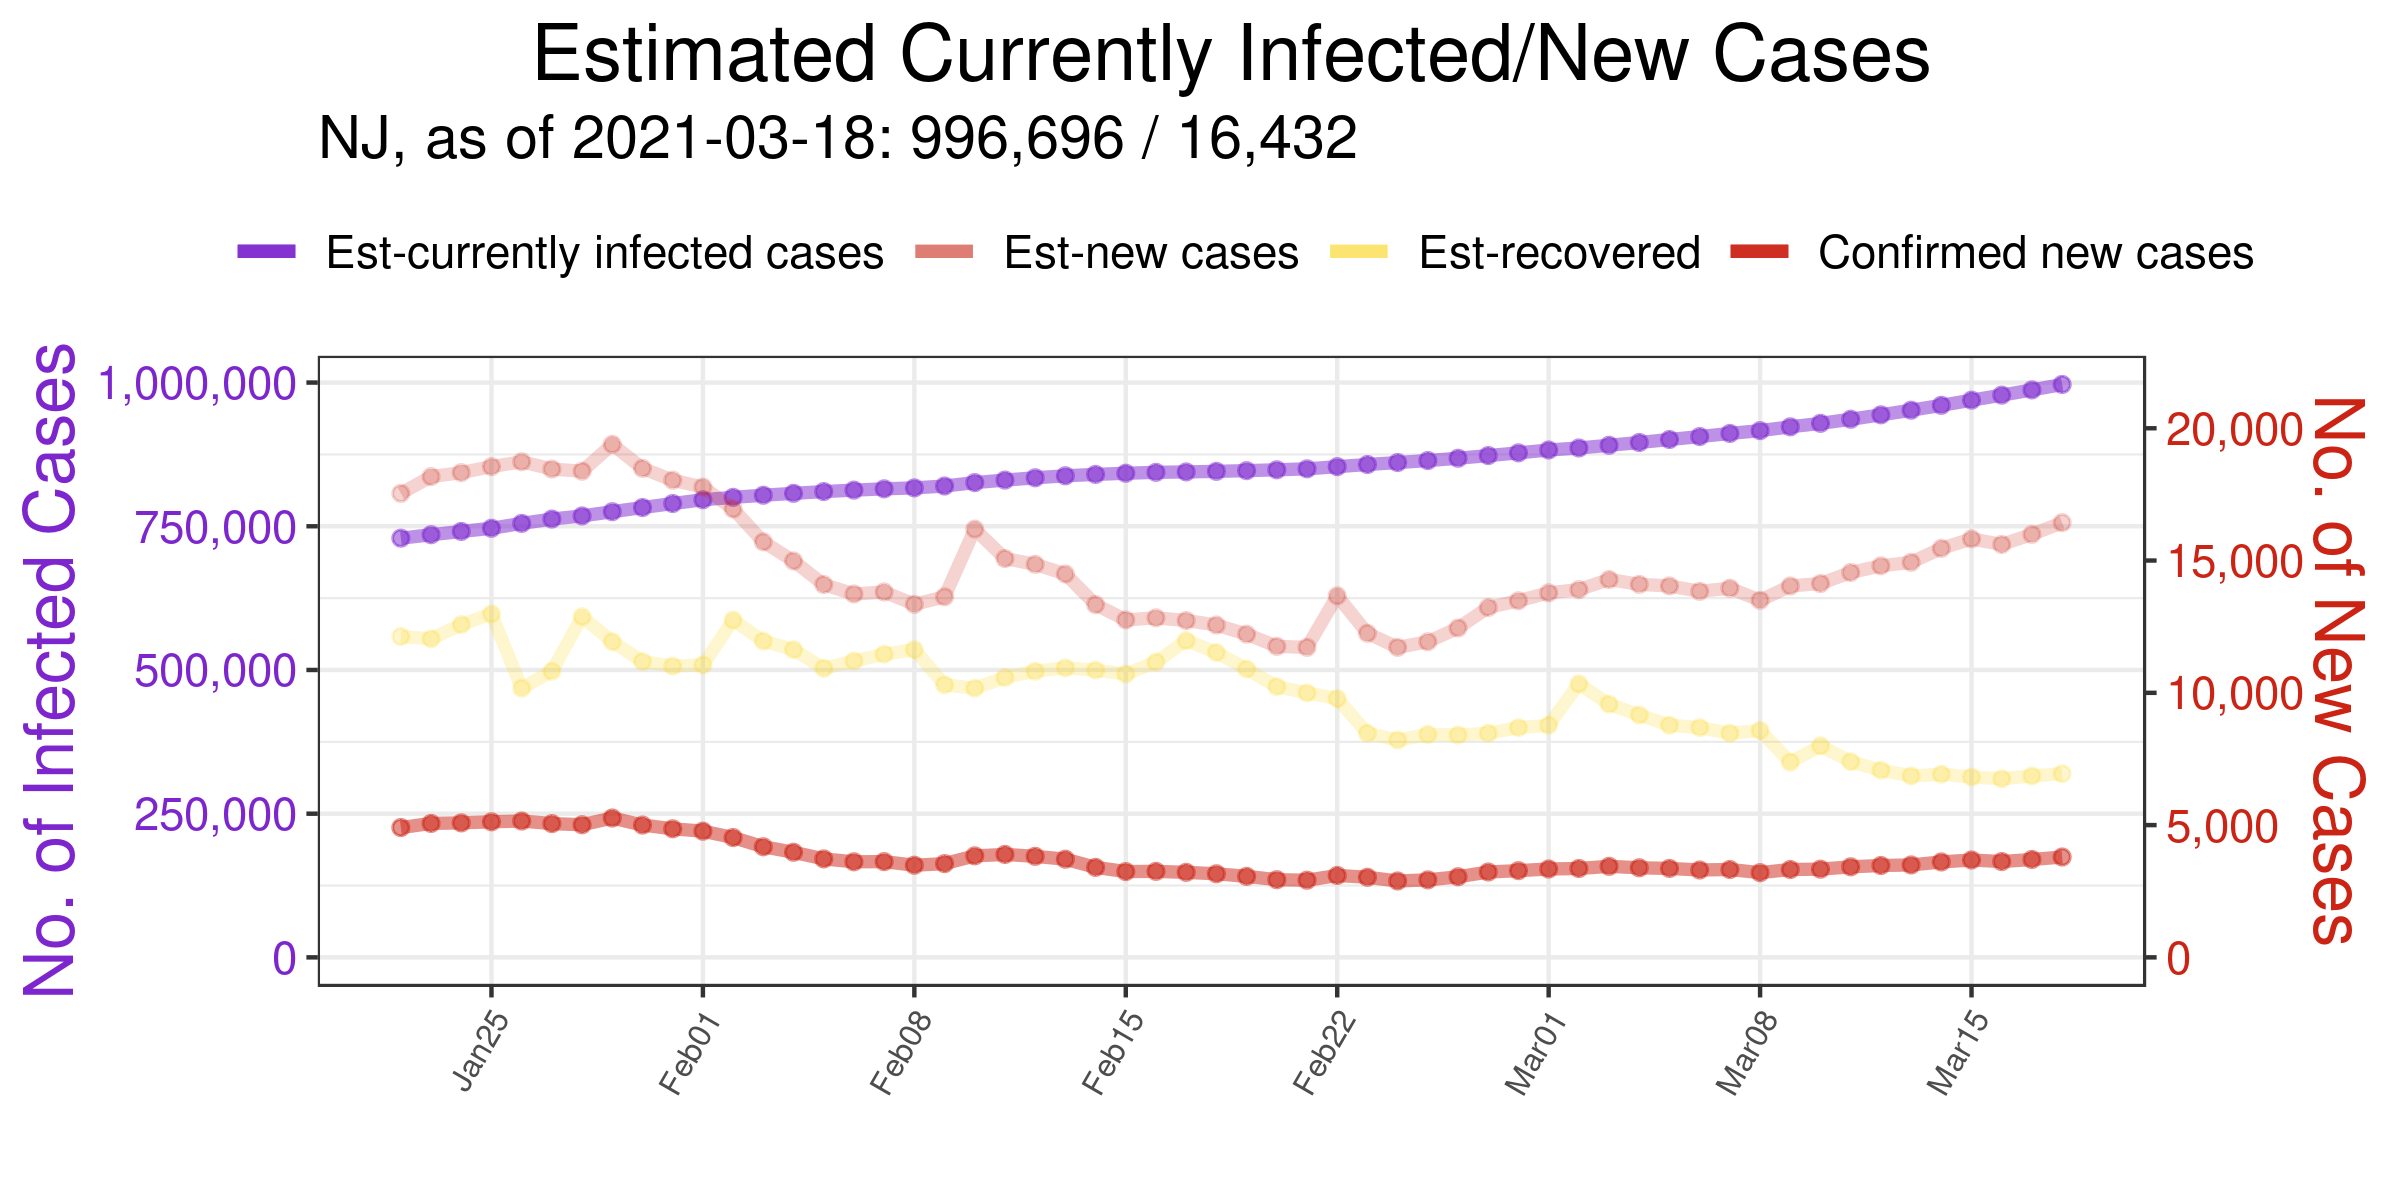 Estimated Currently Infected/New Cases
NJ, as of 2021-03-18: 996,696 / 16,432
Est-currently infected cases Est-new cases Est-recovered Confirmed new cases
No. of Infected Cases
1,000,000
750,000
500,000
250,000
0
20,000
15,000
10,000
5,000
0
No. of New Cases
Jan25 Feb01 Feb08 Feb15 Feb22 Mar01 Mar08 Mar15